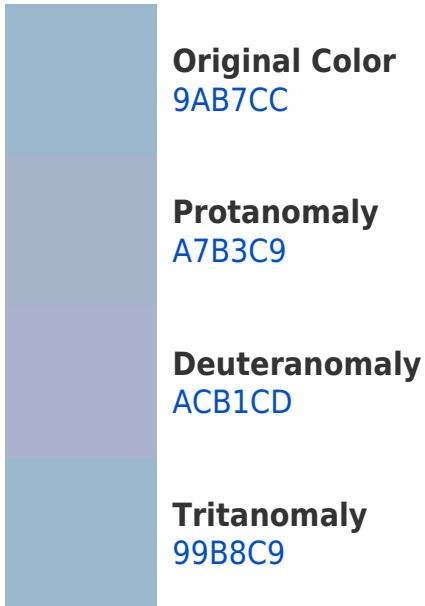 Original Color
9AB7CC
Protanomaly
A7B3C9
Deuteranomaly
ACB1CD
Tritanomaly
99B8C9